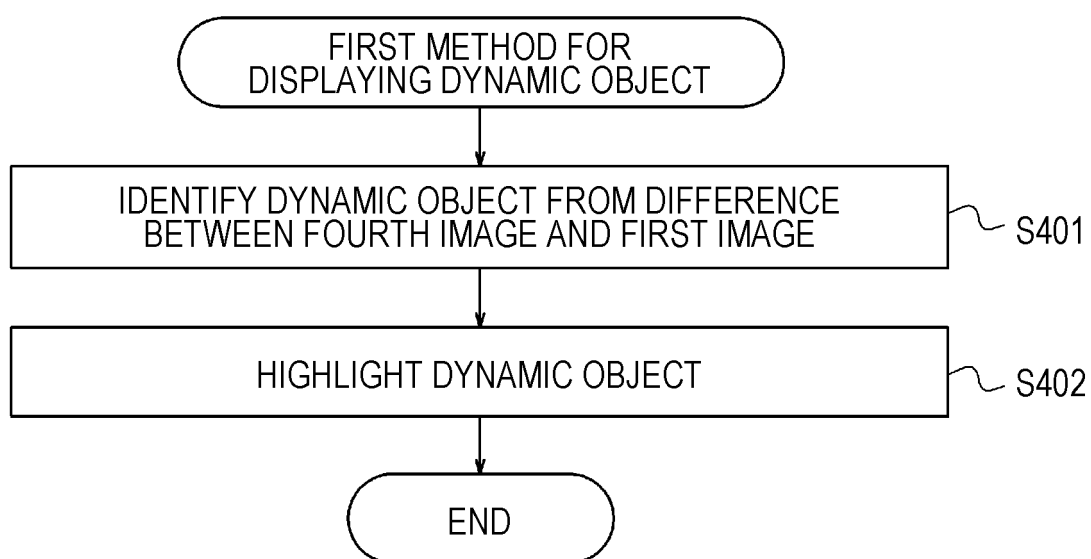 FIRST METHOD FOR
DISPLAYING DYNAMIC OBJECT
IDENTIFY DYNAMIC OBJECT FROM DIFFERENCE
BETWEEN FOURTH IMAGE AND FIRST IMAGE
S401
HIGHLIGHT DYNAMIC OBJECT
S402
END